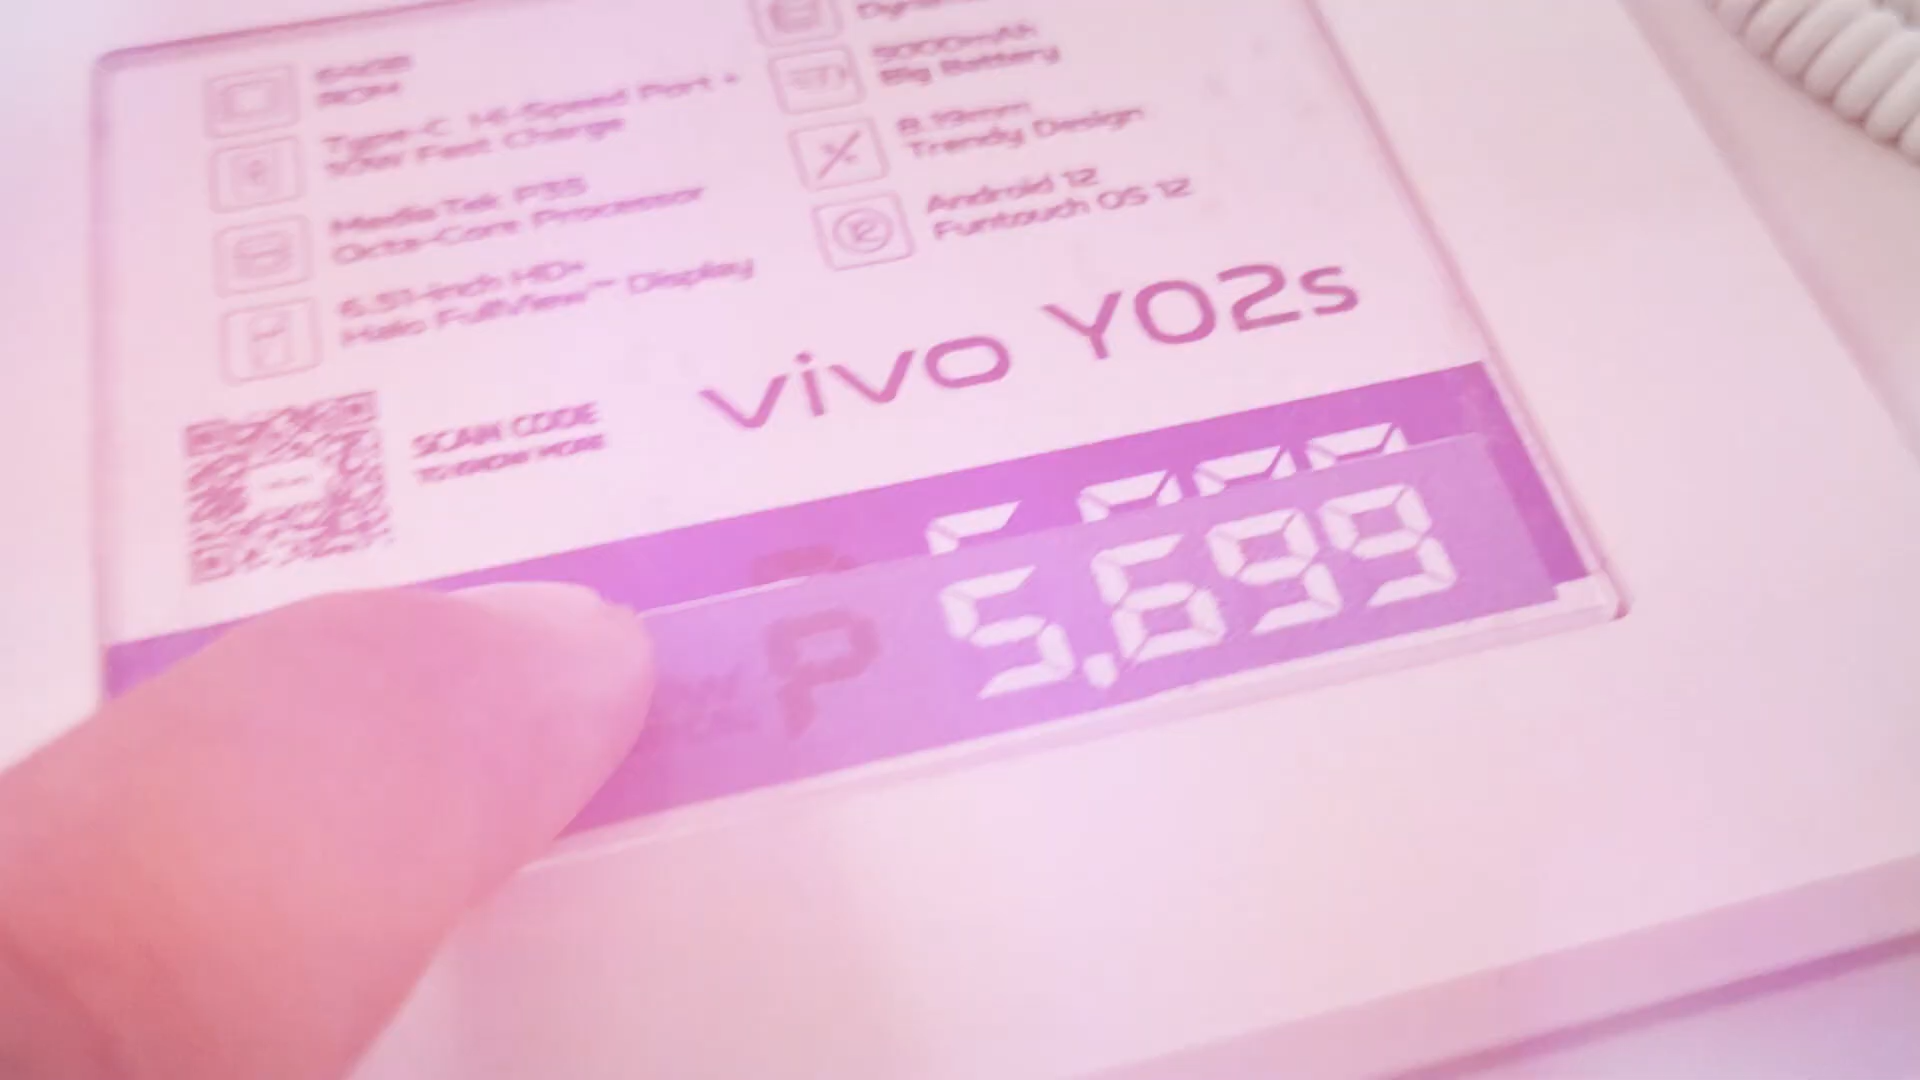 64GB
ROM
Type-C Hi-Speed Port +
10W Fast Charge
MediaTek P35
Octa-Core Processor
6.51-inch HD+
Halo FullView™ Display
5000mAh
Big Battery
8.19mm
Trendy Design
Android 12
Funtouch OS 12
SCAN CODE
TO KNOW MORE
vivo Y02s
P 5,699